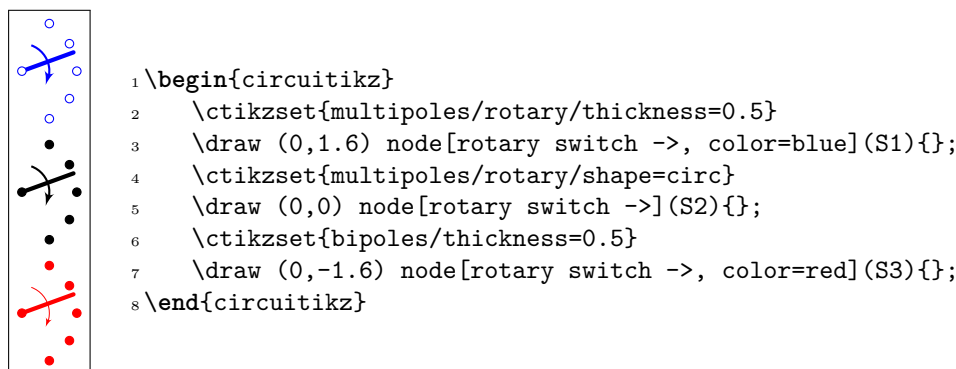 1 \begin{circuitikz}
2     \ctikzset{multipoles/rotary/thickness=0.5}
3     \draw (0,1.6) node[rotary switch ->, color=blue](S1){};
4     \ctikzset{multipoles/rotary/shape=circ}
5     \draw (0,0) node[rotary switch ->](S2){};
6     \ctikzset{bipoles/thickness=0.5}
7     \draw (0,-1.6) node[rotary switch ->, color=red](S3){};
8 \end{circuitikz}